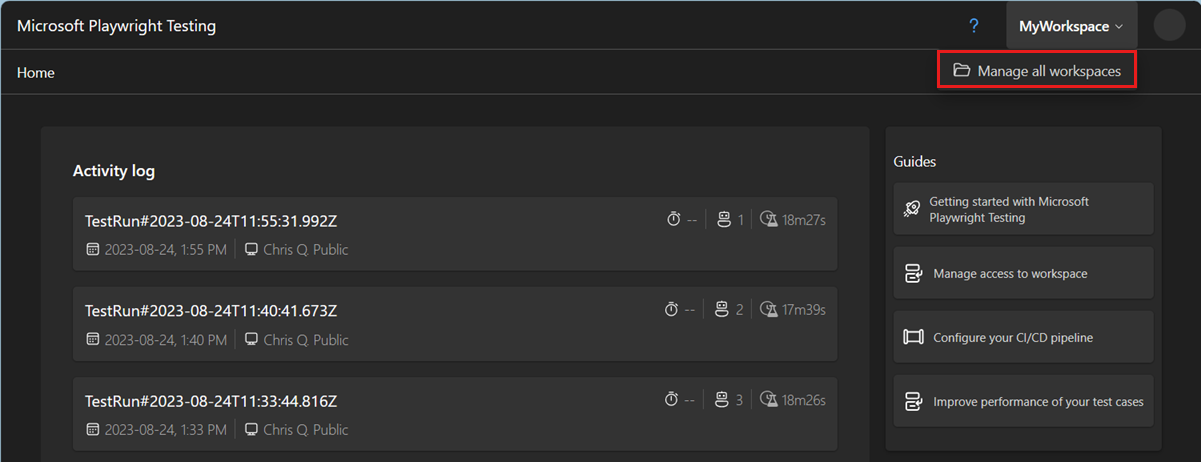 Microsoft Playwright Testing
? MyWorkspace
Home
Manage all workspaces
Activity log
TestRun#2023-08-24T11:55:31.992Z
-- 1 18m27s
2023-08-24, 1:55 PM Chris Q. Public
TestRun#2023-08-24T11:40:41.673Z
-- 2 17m39s
2023-08-24, 1:40 PM Chris Q. Public
TestRun#2023-08-24T11:33:44.816Z
-- 3 18m26s
2023-08-24, 1:33 PM Chris Q. Public
Guides
Getting started with Microsoft
Playwright Testing
Manage access to workspace
Configure your CI/CD pipeline
Improve performance of your test cases